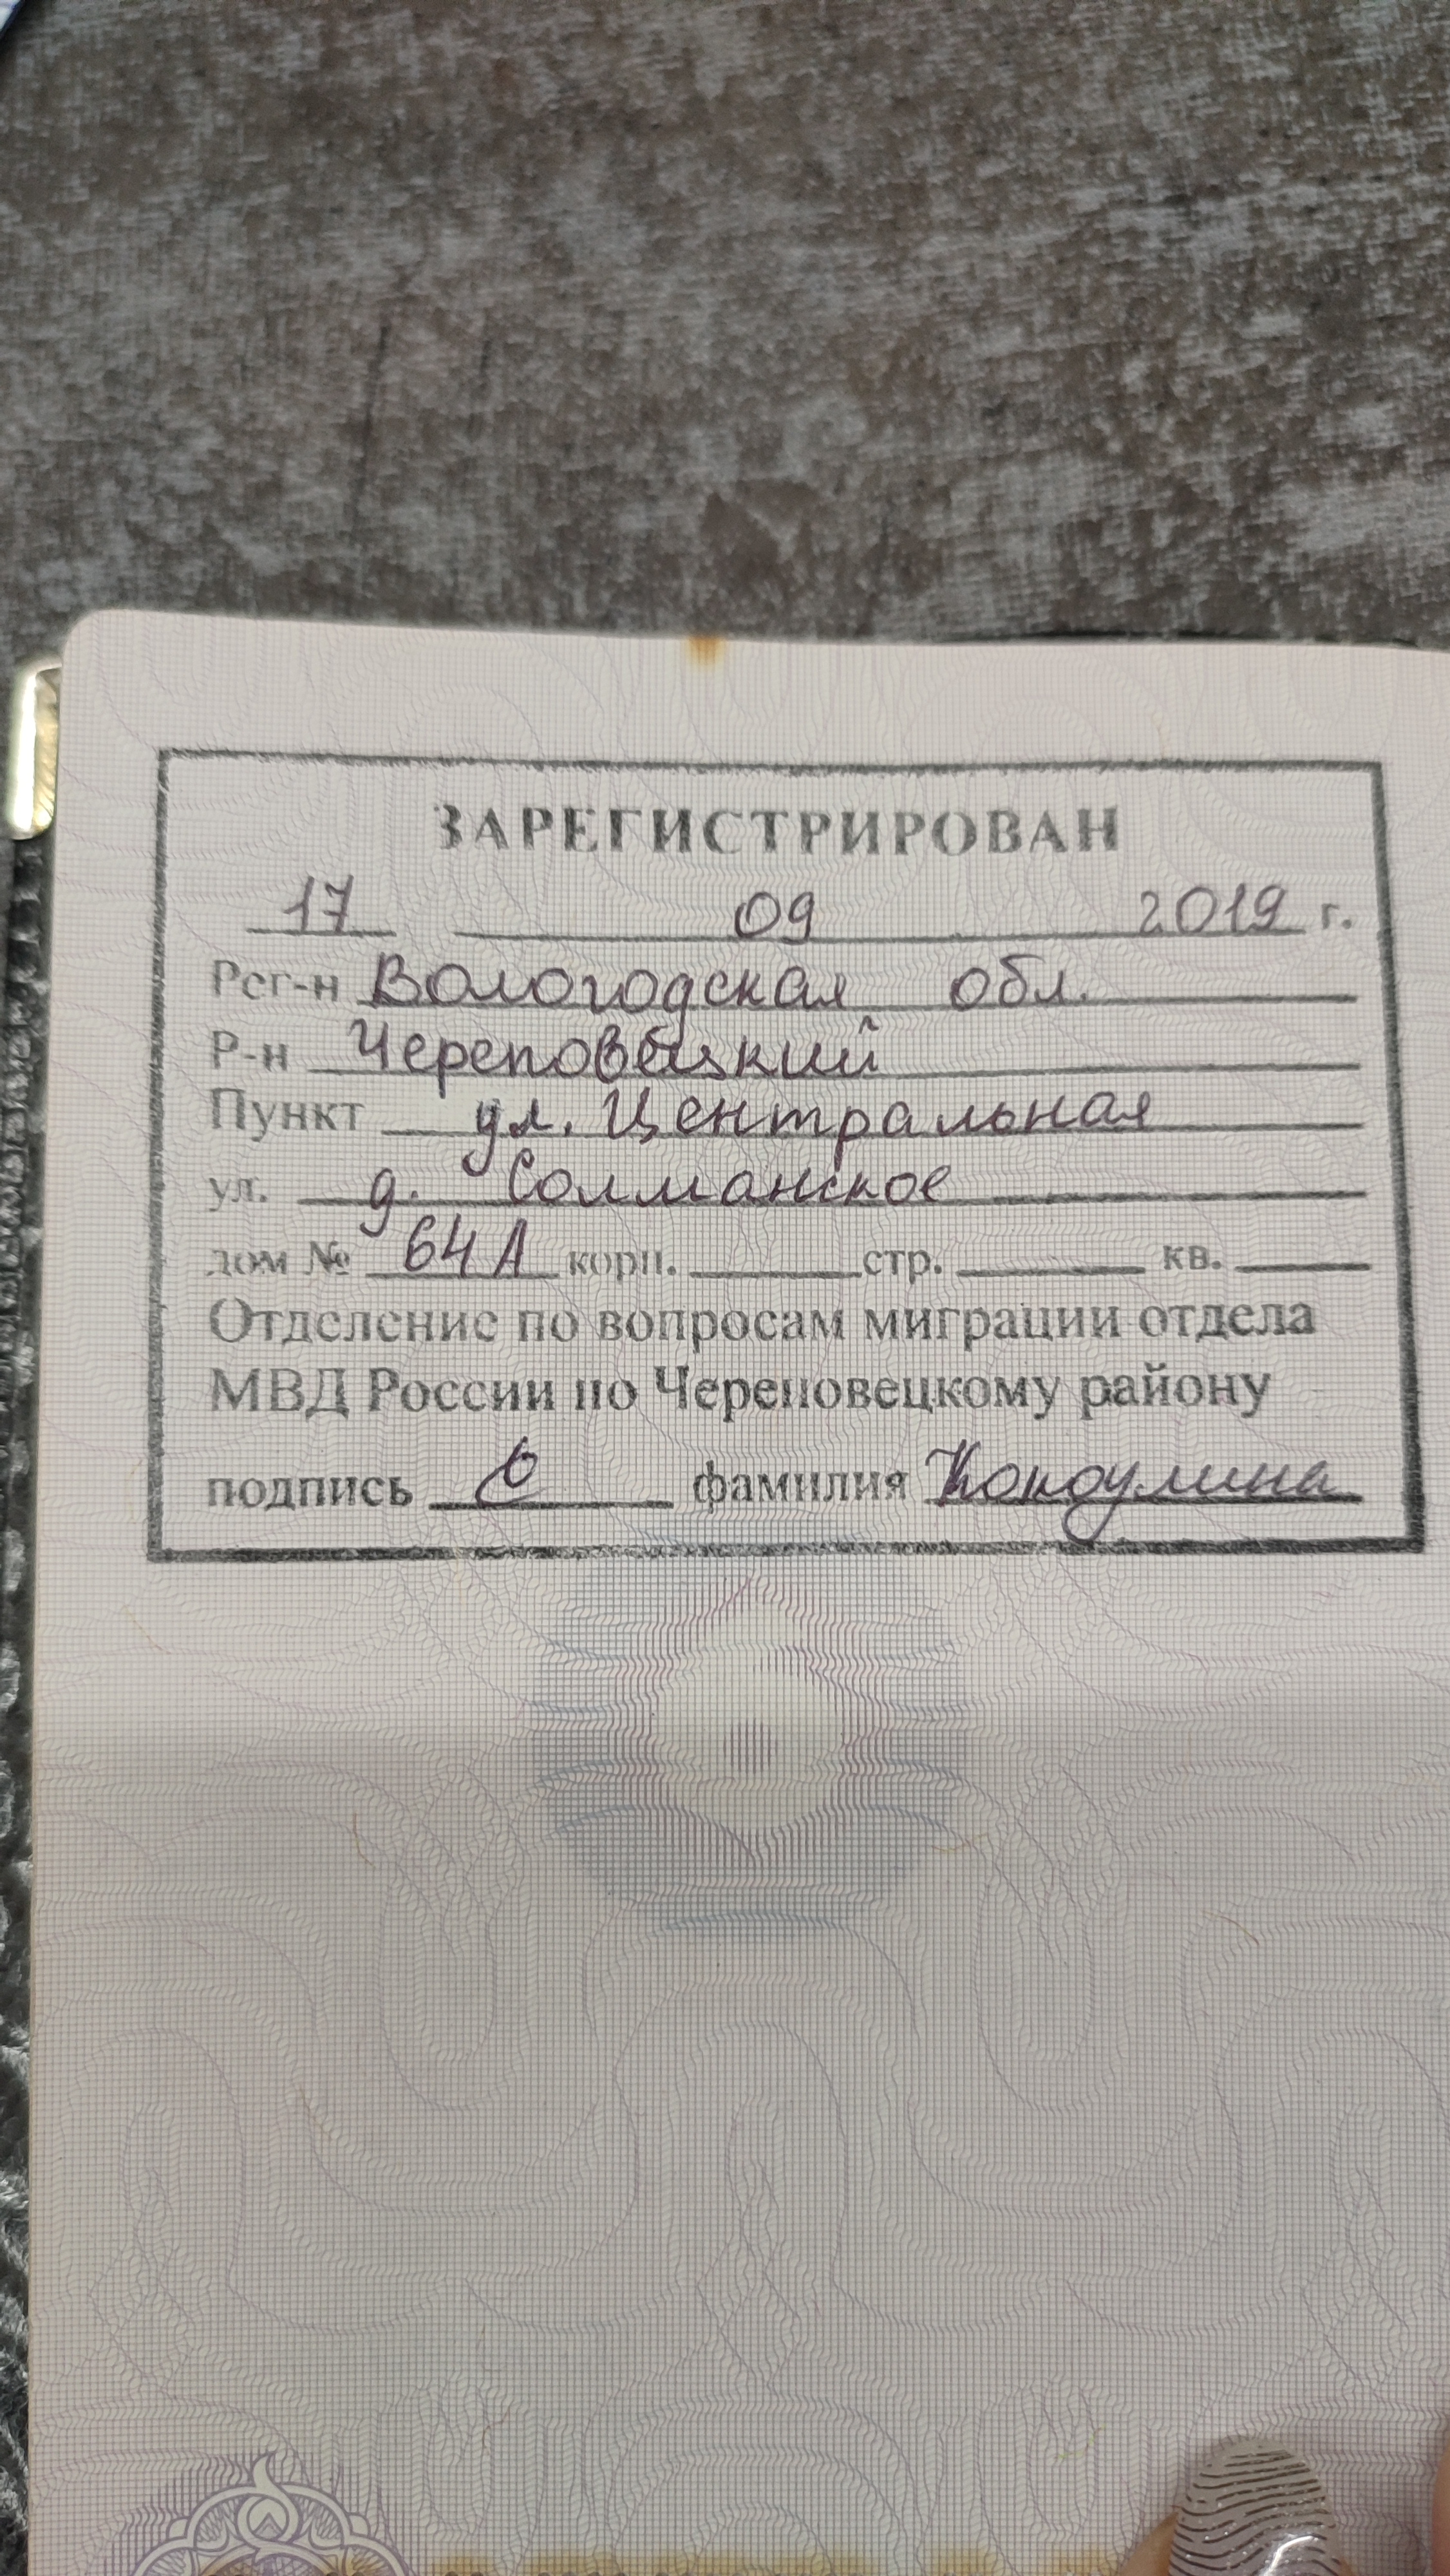 ЗАРЕГИСТРИРОВАН
17 09 2019 г.
Рег-н Вологодская обл.
Р-н Череповецкий
Пункт ул. Центральная
ул. д. Солманское
дом № 64А корп. стр. кв.
Отделение по вопросам миграции отдела
МВД России по Череповецкому району
подпись фамилия Кокоулина